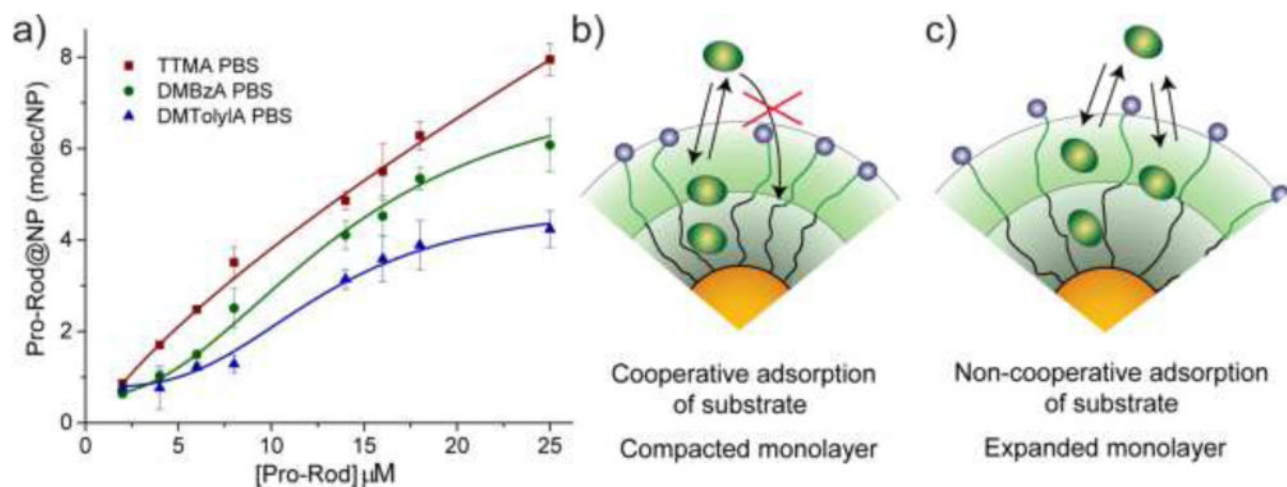 a)
TTMA PBS
DMBzA PBS
DMTolylA PBS
8
6
4
2
0
Pro-Rod@NP (molec/NP)
0
5
10
15
20
25
[Pro-Rod] μM
b)
Cooperative adsorption
of substrate
Compacted monolayer
c)
Non-cooperative adsorption
of substrate
Expanded monolayer